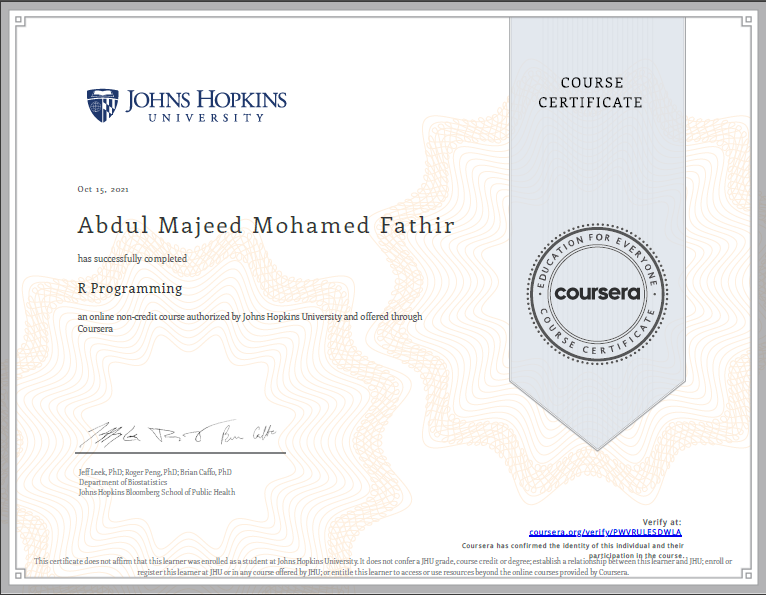 JOHNS HOPKINS
UNIVERSITY
COURSE
CERTIFICATE
Oct 15, 2021
Abdul Majeed Mohamed Fathir
has successfully completed
R Programming
an online non-credit course authorized by Johns Hopkins University and offered through
Coursera
EDUCATION FOR EVERYONE
coursera
COURSE CERTIFICATE
Jeff Leek, PhD; Roger Peng, PhD; Brian Caffo, PhD
Department of Biostatistics
Johns Hopkins Bloomberg School of Public Health
Verify at:
coursera.org/verify/PWVRULESDWLA
Coursera has confirmed the identity of this individual and their
participation in the course.
This certificate does not affirm that this learner was enrolled as a student at Johns Hopkins University. It does not confer a JHU grade, course credit or degree; establish a relationship between this learner and JHU; enroll or
register this learner at JHU or in any course offered by JHU; or entitle this learner to access or use resources beyond the online courses provided by Coursera.